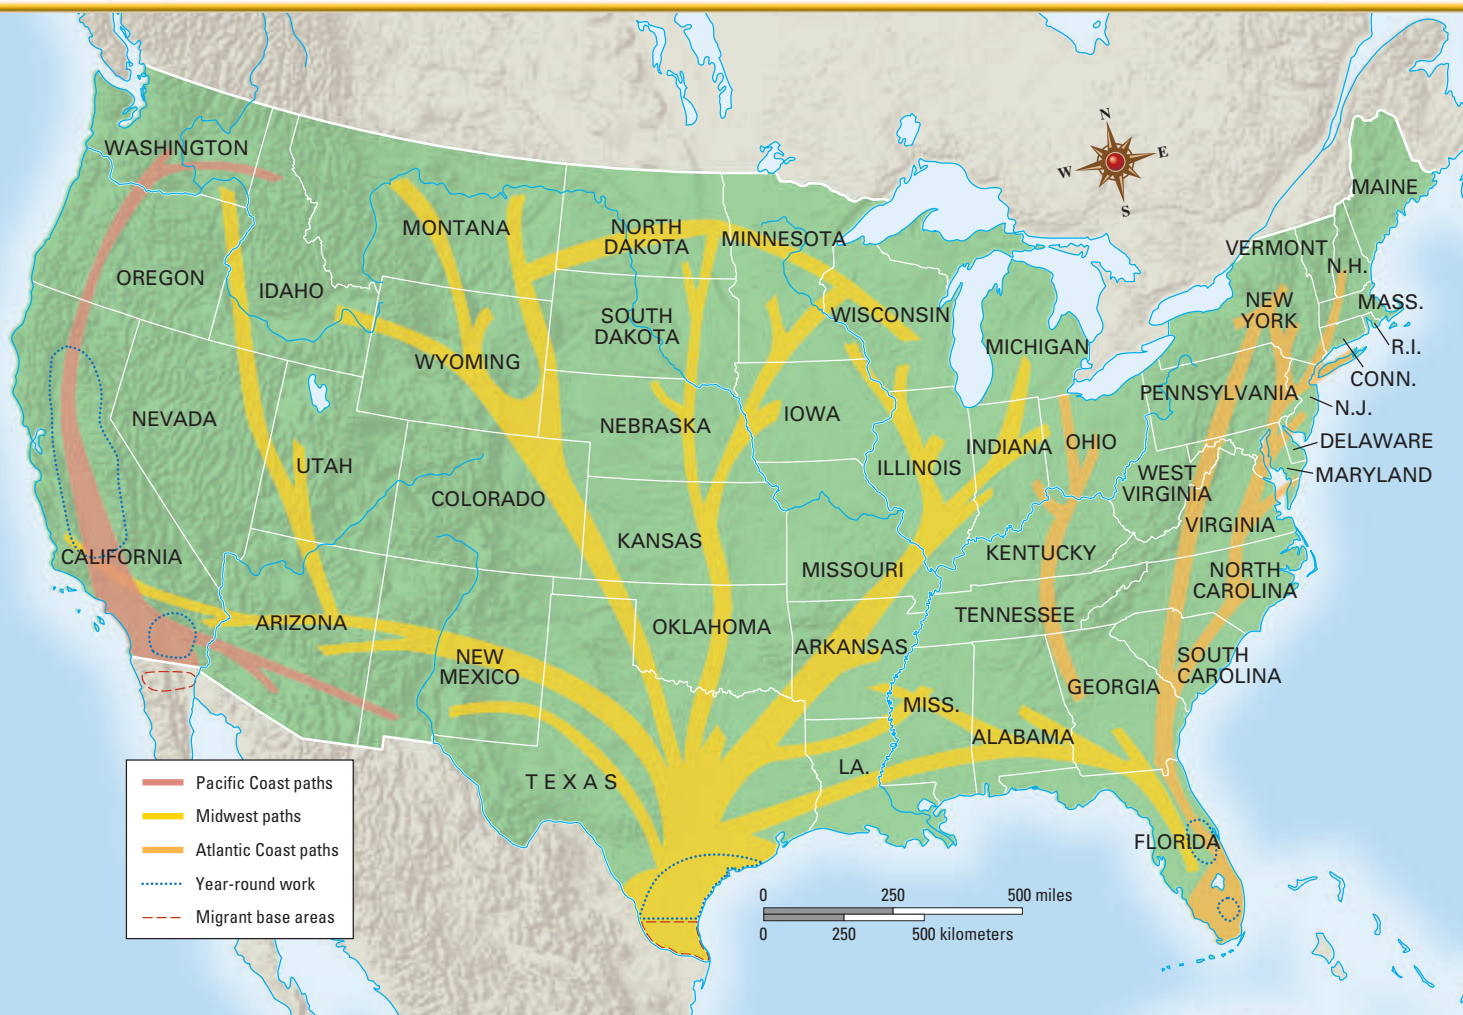 N
W
E
S
WASHINGTON
MONTANA
NORTH
DAKOTA
MINNESOTA
MAINE
VERMONT
N.H.
OREGON
IDAHO
WYOMING
SOUTH
DAKOTA
WISCONSIN
MICHIGAN
NEW
YORK
MASS.
R.I.
CONN.
NEVADA
UTAH
COLORADO
NEBRASKA
IOWA
ILLINOIS
INDIANA
OHIO
PENNSYLVANIA
N.J.
DELAWARE
MARYLAND
WEST
VIRGINIA
VIRGINIA
CALIFORNIA
KANSAS
MISSOURI
KENTUCKY
NORTH
CAROLINA
ARIZONA
NEW
MEXICO
OKLAHOMA
ARKANSAS
TENNESSEE
SOUTH
CAROLINA
GEORGIA
MISS.
ALABAMA
TEXAS
LA.
FLORIDA
Pacific Coast paths
Midwest paths
Atlantic Coast paths
Year-round work
Migrant base areas
0 250 500 miles
0 250 500 kilometers